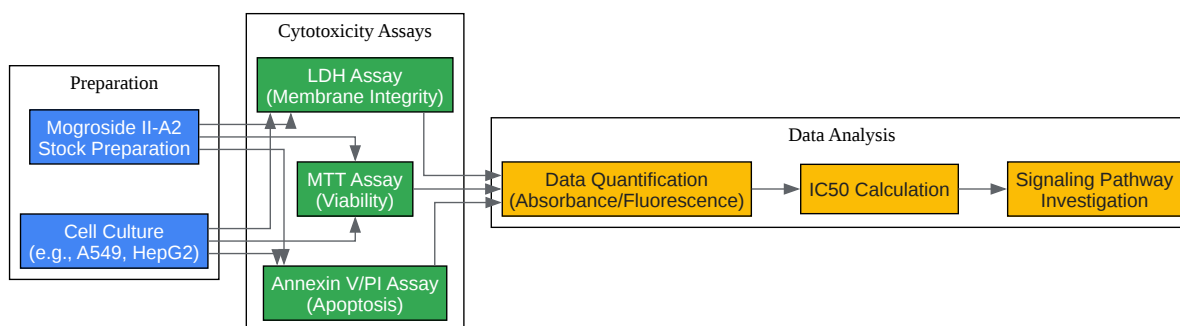 Preparation
Mogroside II-A2
Stock Preparation
Cell Culture
(e.g., A549, HepG2)
Cytotoxicity Assays
LDH Assay
(Membrane Integrity)
MTT Assay
(Viability)
Annexin V/PI Assay
(Apoptosis)
Data Analysis
Data Quantification
(Absorbance/Fluorescence)
IC50 Calculation
Signaling Pathway
Investigation